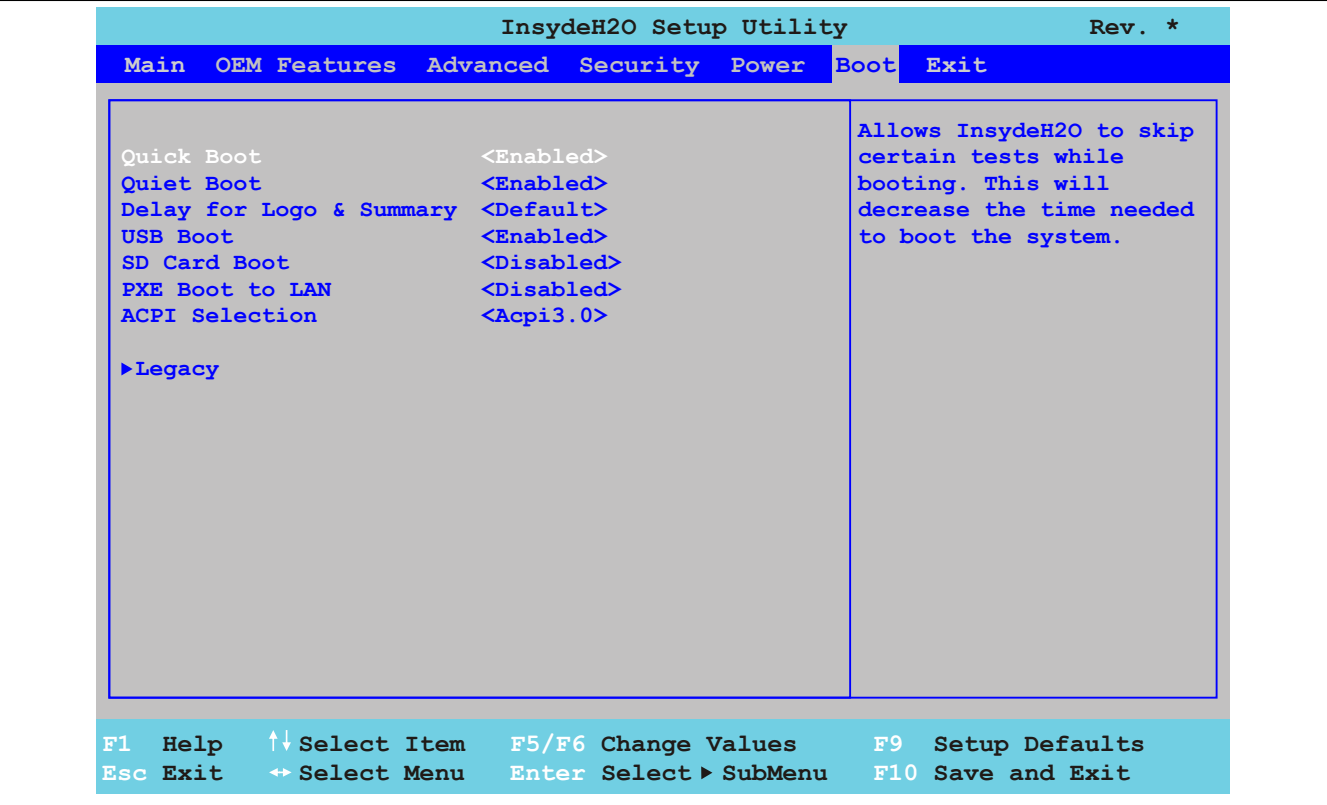 InsydeH2O Setup Utility Rev. *
Main OEM Features Advanced Security Power Boot Exit
Quick Boot <Enabled>
Quiet Boot <Enabled>
Delay for Logo & Summary <Default>
USB Boot <Enabled>
SD Card Boot <Disabled>
PXE Boot to LAN <Disabled>
ACPI Selection <Acpi3.0>
▶Legacy
Allows InsydeH2O to skip
certain tests while
booting. This will
decrease the time needed
to boot the system.
F1 Help ↑↓ Select Item F5/F6 Change Values F9 Setup Defaults
Esc Exit ↔ Select Menu Enter Select ▶ SubMenu F10 Save and Exit